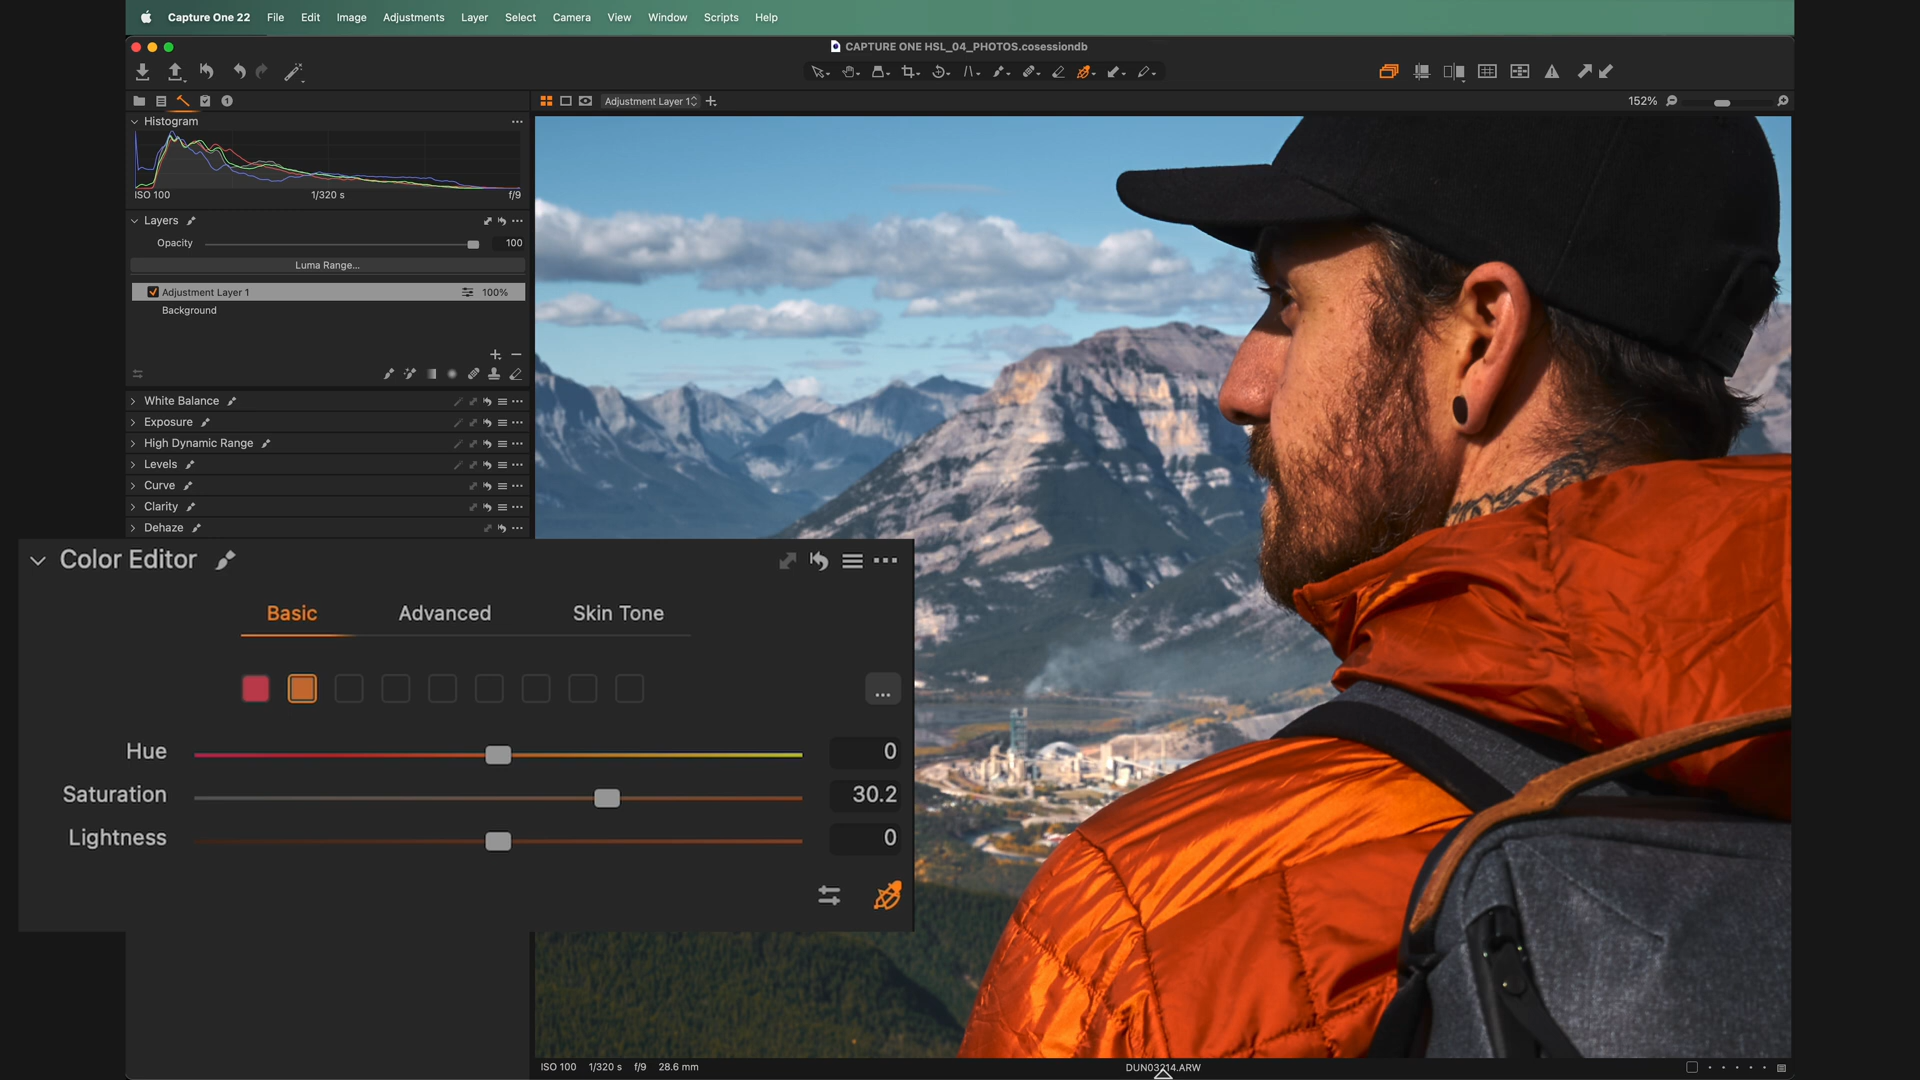 Capture One 22 File Edit Image Adjustments Layer Select Camera View Window Scripts Help
CAPTURE ONE HSL_04_PHOTOS.cosessiondb
Adjustment Layer 1
152%
Histogram
ISO 100 1/320 s f/9
Layers
Opacity 100
Luma Range...
Adjustment Layer 1 100%
Background
White Balance
Exposure
High Dynamic Range
Levels
Curve
Clarity
Dehaze
Color Editor
Basic Advanced Skin Tone
...
Hue 0
Saturation 30.2
Lightness 0
ISO 100 1/320 s f/9 28.6 mm
DUN03214.ARW